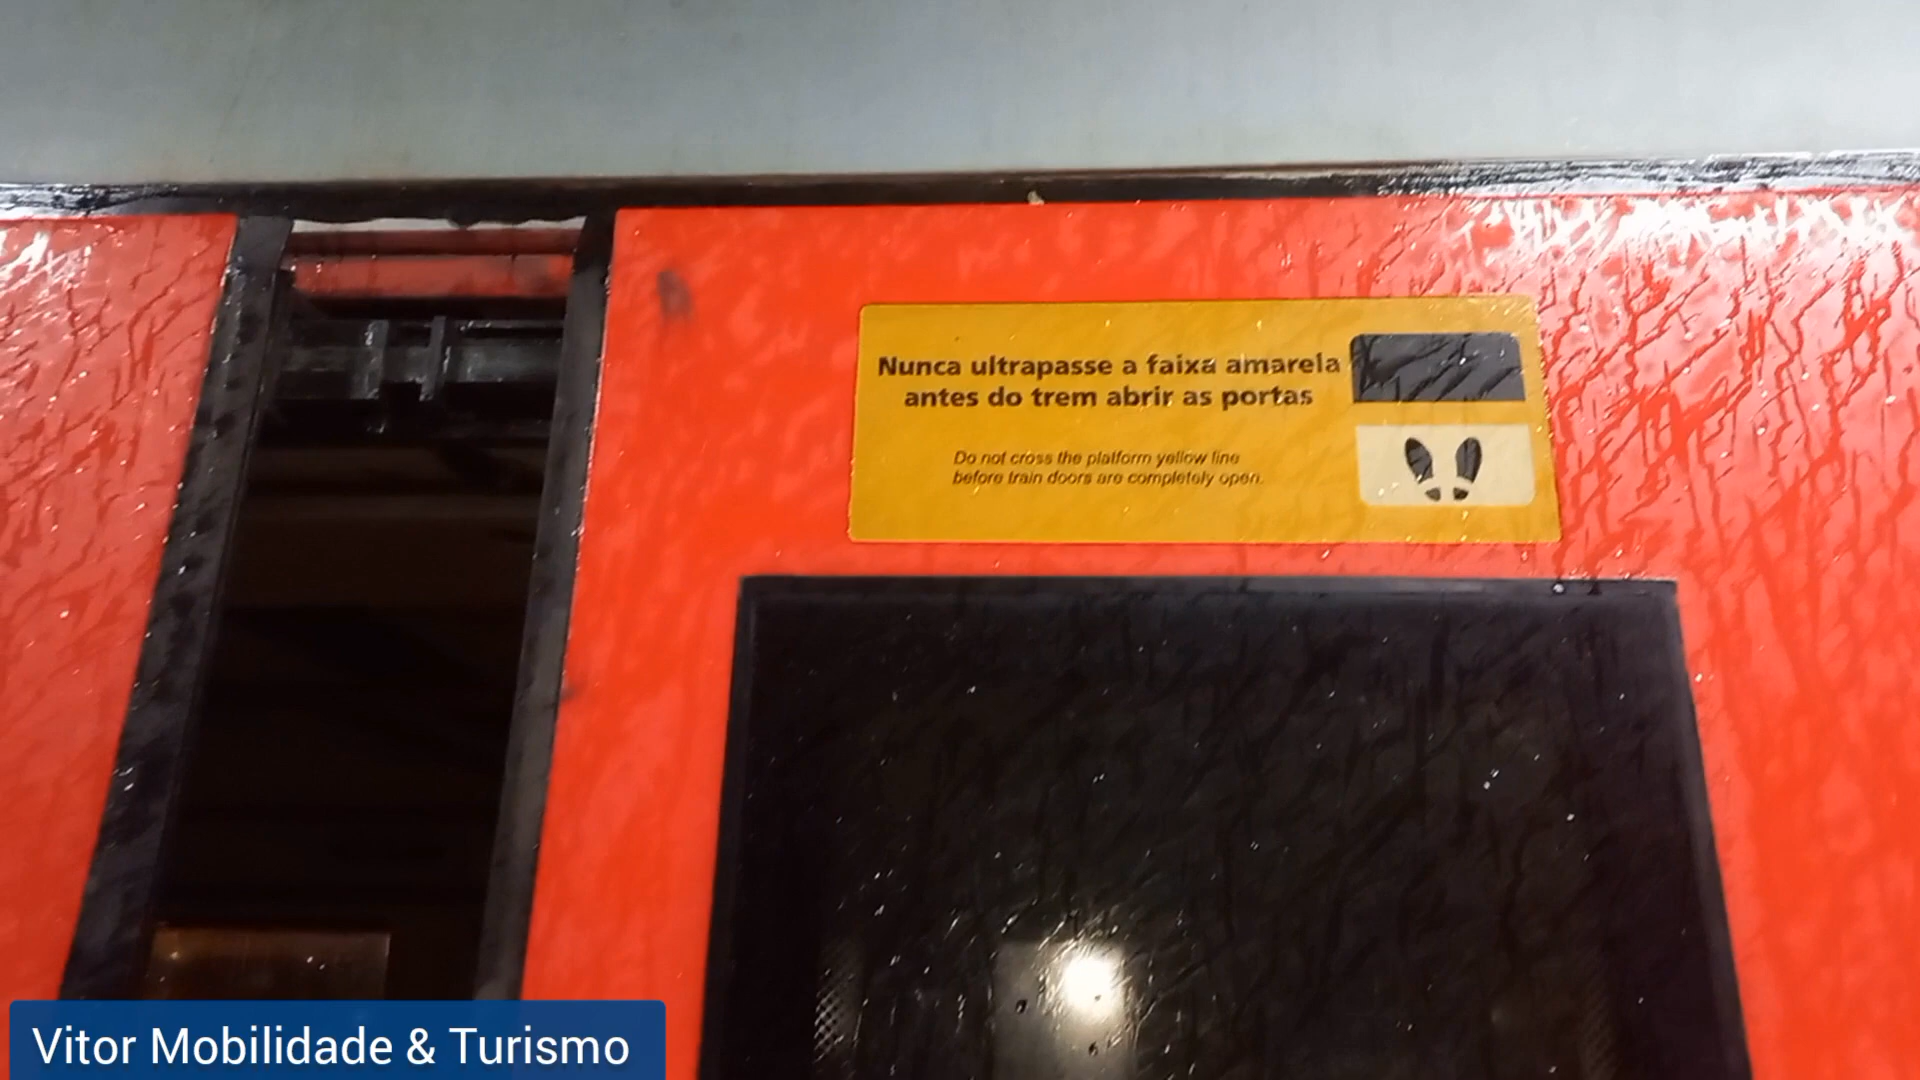 Nunca ultrapasse a faixa amarela
antes do trem abrir as portas
Do not cross the platform yellow line
before train doors are completely open.
Vitor Mobilidade & Turismo